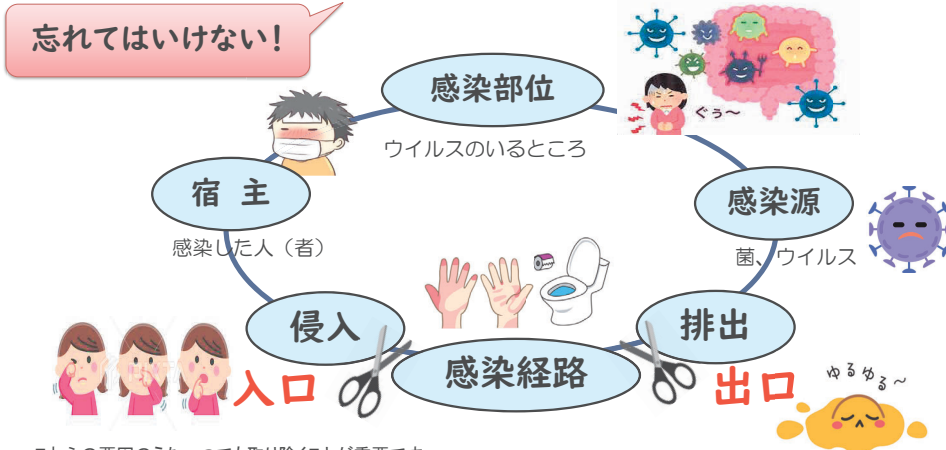 忘れてはいけない!
感染部位
ウイルスのいるところ
ぐぅ～
宿 主
感染した人（者）
感染源
菌、ウイルス
侵入
排出
感染経路
入口
出口
ゆるゆる～